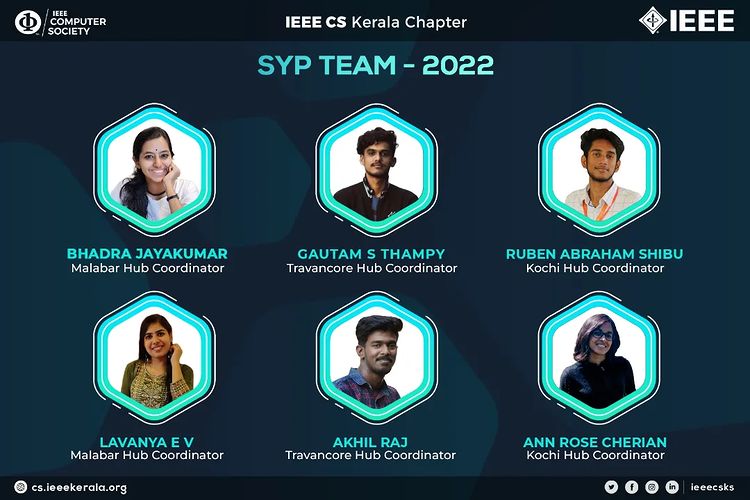 IEEE
COMPUTER
SOCIETY
IEEE CS Kerala Chapter
IEEE
SYP TEAM - 2022
BHADRA JAYAKUMAR
Malabar Hub Coordinator
GAUTAM S THAMPY
Travancore Hub Coordinator
RUBEN ABRAHAM SHIBU
Kochi Hub Coordinator
LAVANYA E V
Malabar Hub Coordinator
AKHIL RAJ
Travancore Hub Coordinator
ANN ROSE CHERIAN
Kochi Hub Coordinator
cs.ieeekerala.org
ieeecsks